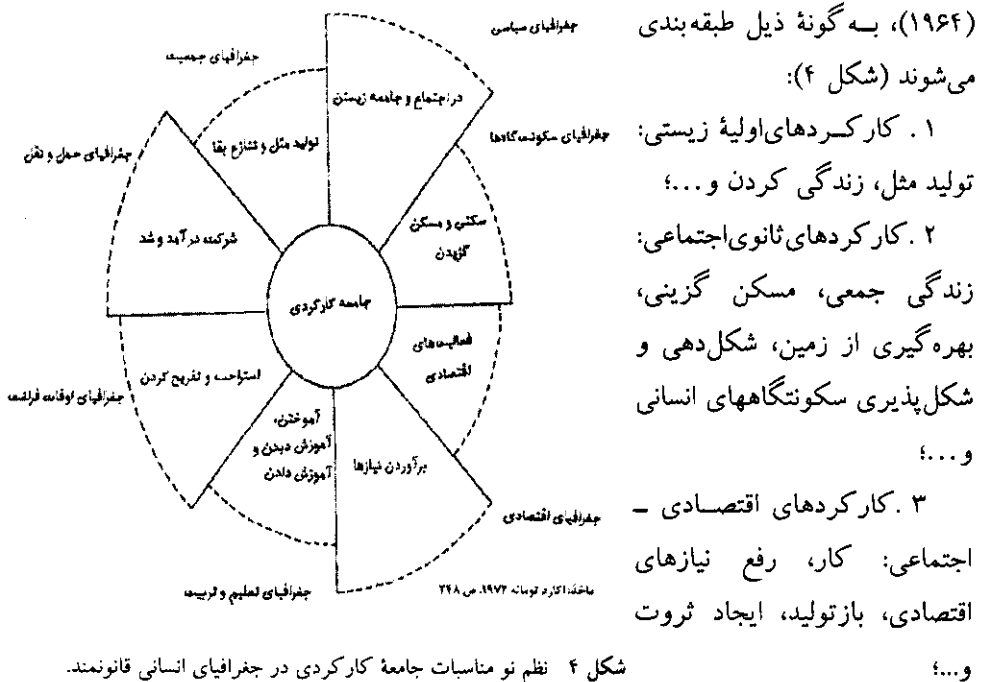 (۱۹۶۴)، به گونهٔ ذیل طبقه‌بندی
می‌شوند (شکل ۴):
۱. کارکردهای‌اولیهٔ زیستی:
تولید مثل، زندگی کردن و...؛
۲. کارکردهای‌ثانوی‌اجتماعی:
زندگی جمعی، مسکن گزینی،
بهره‌گیری از زمین، شکل‌دهی و
شکل‌پذیری سکونتگاههای انسانی
و...؛
۳. کارکردهای اقتصادی ـ
اجتماعی: کار، رفع نیازهای
اقتصادی، بازتولید، ایجاد ثروت
و...؛
جغرافیای سیاسی
جغرافیای جمعیت
در اجتماع و جامعه زیستن
جغرافیای سکونتگاهها
تولید مثل و تنازع بقا
جغرافیای حمل و نقل
سکنی و مسکن
گزیدن
شرکت در آمد و شد
جامعه کارکردی
فعالیت‌های
اقتصادی
استراحت و تفریح کردن
جغرافیای اوقات فراغت
آموختن،
آموزش دیدن و
آموزش دادن
برآوردن نیازها
جغرافیای اقتصادی
جغرافیای تعلیم و تربیت
ماخذ: اکارد توماله ۱۹۷۲، ص ۲۴۸
شکل ۴ نظم نو مناسبات جامعهٔ کارکردی در جغرافیای انسانی قانونمند.